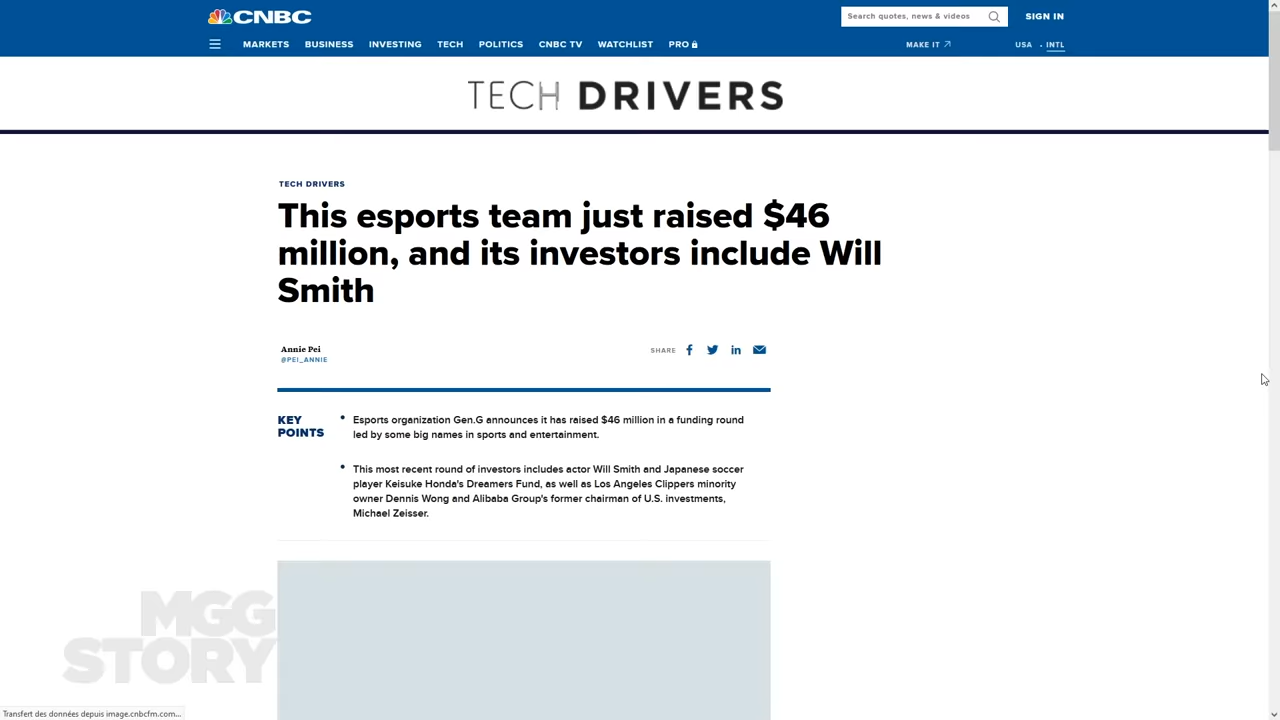 CNBC
Search quotes, news & videos
SIGN IN
MARKETS BUSINESS INVESTING TECH POLITICS CNBC TV WATCHLIST PRO
MAKE IT
USA • INTL
TECH DRIVERS
TECH DRIVERS
This esports team just raised $46
million, and its investors include Will
Smith
Annie Pei
@PEI_ANNIE
SHARE
KEY
POINTS
• Esports organization Gen.G announces it has raised $46 million in a funding round
led by some big names in sports and entertainment.
• This most recent round of investors includes actor Will Smith and Japanese soccer
player Keisuke Honda's Dreamers Fund, as well as Los Angeles Clippers minority
owner Dennis Wong and Alibaba Group's former chairman of U.S. investments,
Michael Zeisser.
MGG
STORY
Transfert des données depuis image.cnbcfm.com...